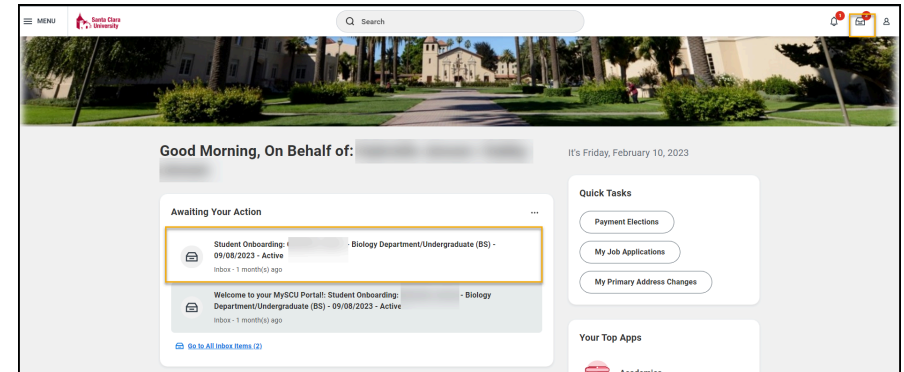 MENU
Santa Clara
University
Search
1
Good Morning, On Behalf of:
It's Friday, February 10, 2023
Awaiting Your Action
Student Onboarding: - Biology Department/Undergraduate (BS) -
09/08/2023 - Active
Inbox - 1 month(s) ago
Welcome to your MySCU Portal!: Student Onboarding: - Biology
Department/Undergraduate (BS) - 09/08/2023 - Active
Inbox - 1 month(s) ago
Go to All Inbox Items (2)
Quick Tasks
Payment Elections
My Job Applications
My Primary Address Changes
Your Top Apps
Academics